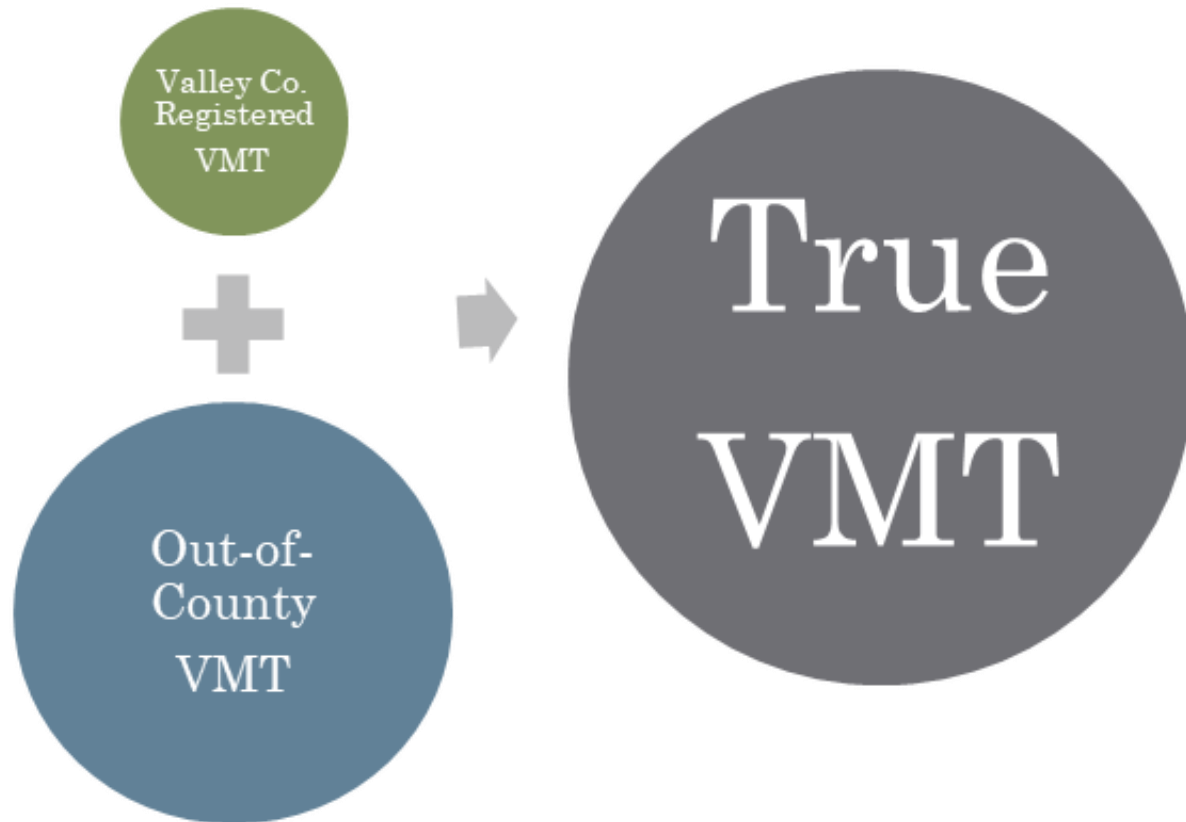 Valley Co.
Registered
VMT
Out-of-
County
VMT
True
VMT